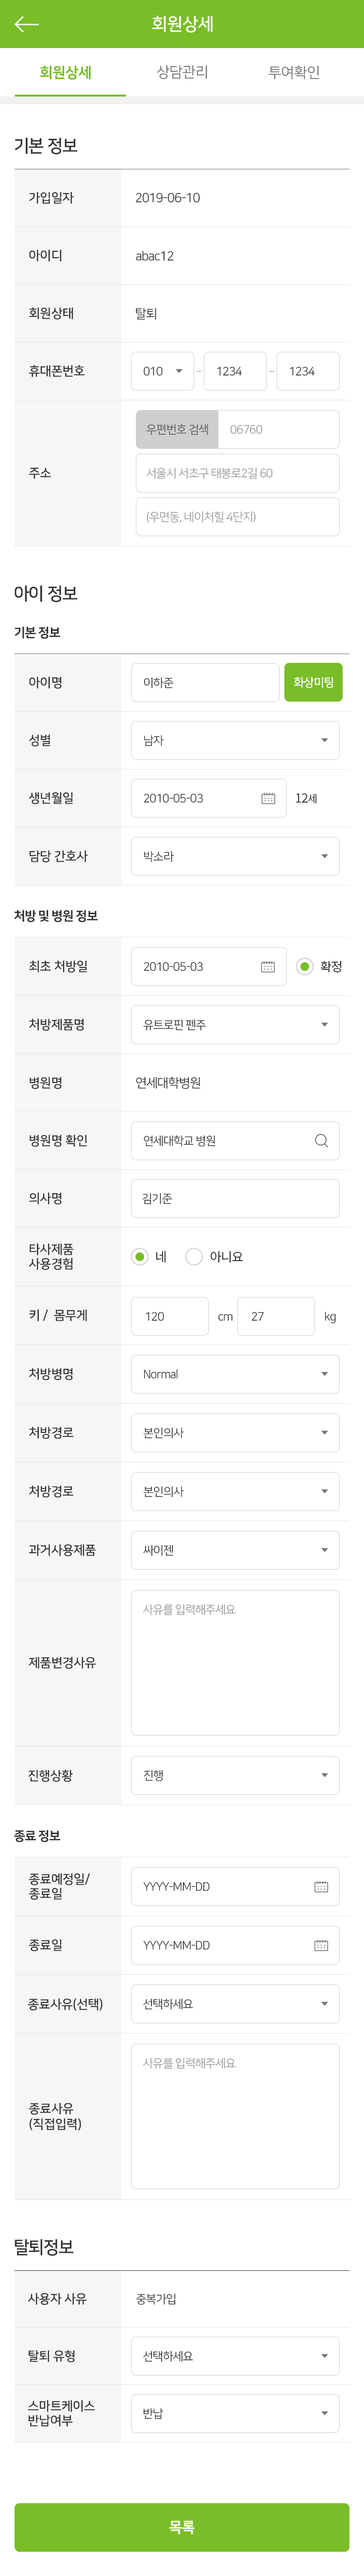 회원상세
회원상세 상담관리 투여확인
기본 정보
가입일자 2019-06-10
아이디 abac12
회원상태 탈퇴
휴대폰번호 010 - 1234 - 1234
주소
우편번호 검색 06760
서울시 서초구 태봉로2길 60
(우면동, 네이처힐 4단지)
아이 정보
기본 정보
아이명 이하준 화상미팅
성별 남자
생년월일 2010-05-03 12세
담당 간호사 박소라
처방 및 병원 정보
최초 처방일 2010-05-03 확정
처방제품명 유트로핀 펜주
병원명 연세대학병원
병원명 확인 연세대학교 병원
의사명 김기준
타사제품
사용경험
네 아니요
키 / 몸무게 120 cm 27 kg
처방병명 Normal
처방경로 본인의사
처방경로 본인의사
과거사용제품 싸이젠
제품변경사유
사유를 입력해주세요
진행상황 진행
종료 정보
종료예정일/
종료일
YYYY-MM-DD
종료일 YYYY-MM-DD
종료사유(선택) 선택하세요
종료사유
(직접입력)
사유를 입력해주세요
탈퇴정보
사용자 사유 중복가입
탈퇴 유형 선택하세요
스마트케이스
반납여부
반납
목록